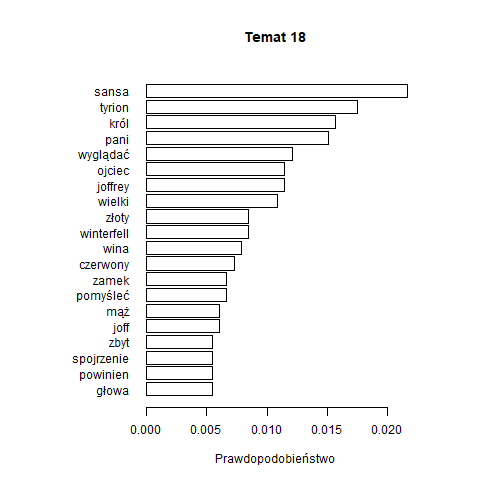 Temat 18
sansa
tyrion
król
pani
wyglądać
ojciec
joffrey
wielki
złoty
winterfell
wina
czerwony
zamek
pomyśleć
mąż
joff
zbyt
spojrzenie
powinien
głowa
0.000 0.005 0.010 0.015 0.020
Prawdopodobieństwo